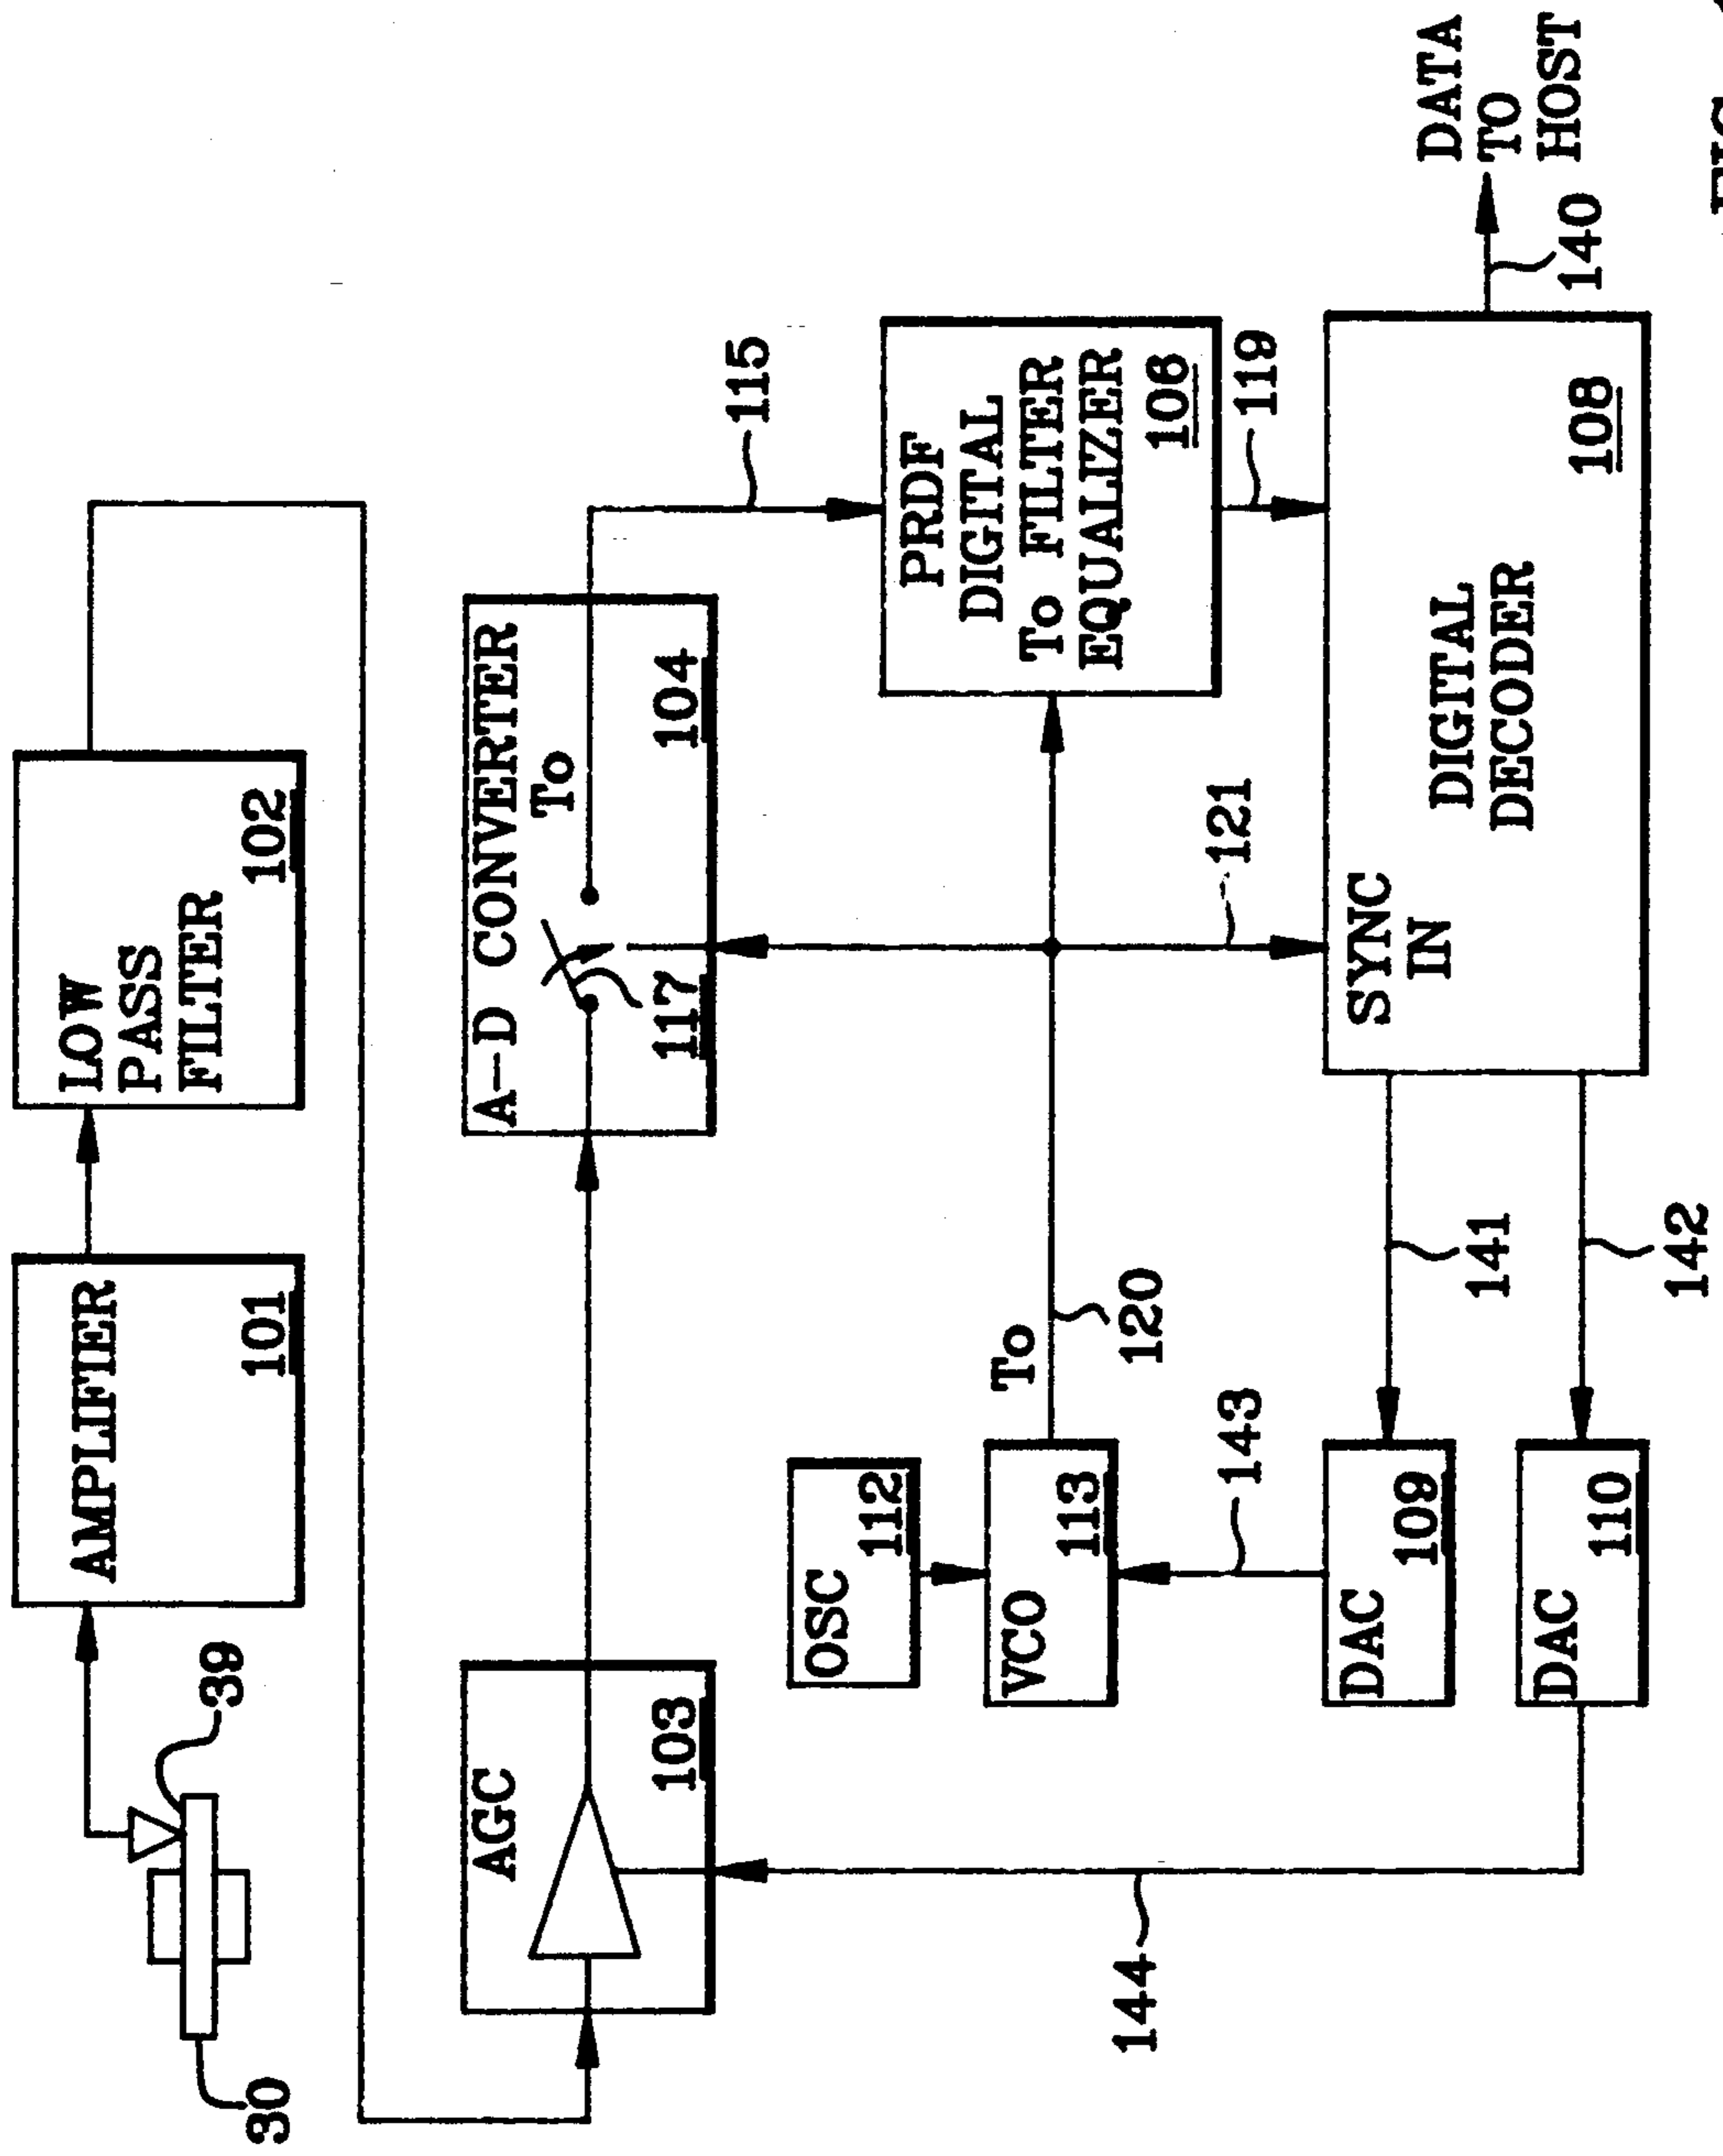 30
39
AMPLIFIER
101
LOW
PASS
FILTER
102
AGC
103
A-D CONVERTER
To
117
104
115
OSC
112
VCO
113
To
120
143
121
PRDF
DIGITAL
To FILTER
EQUALIZER
106
119
144
DAC
109
DAC
110
141
142
SYNC
IN
DIGITAL
DECODER
108
140
DATA
TO
HOST